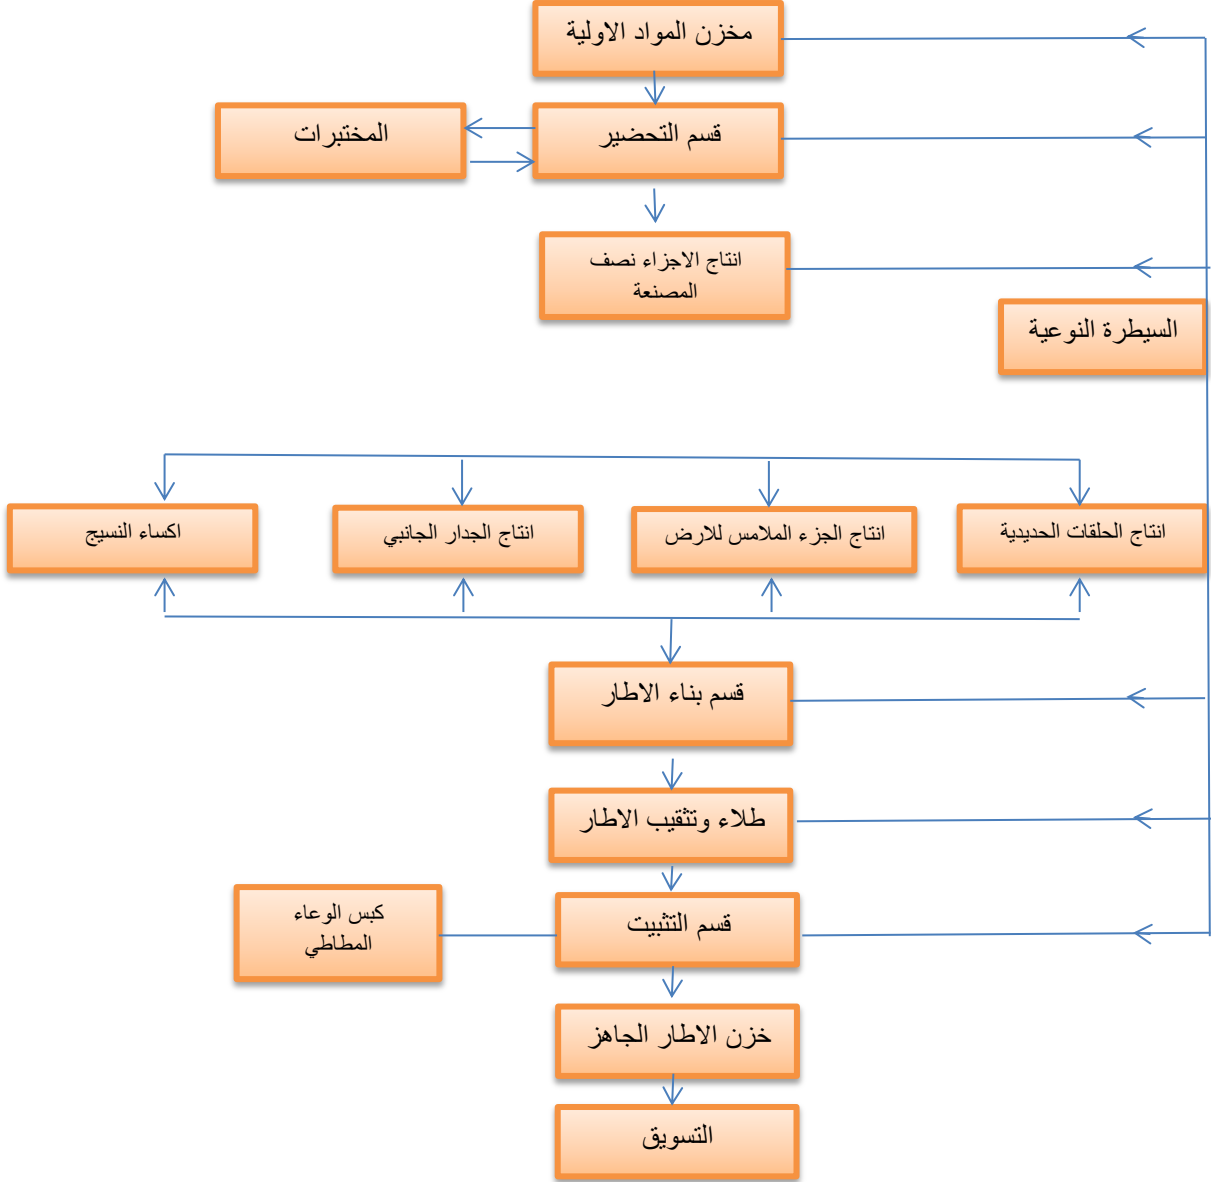 مخزن المواد الاولية
قسم التحضير
المختبرات
انتاج الاجزاء نصف
المصنعة
السيطرة النوعية
انتاج الحلقات الحديدية
انتاج الجزء الملامس للارض
انتاج الجدار الجانبي
اكساء النسيج
قسم بناء الاطار
طلاء وتثقيب الاطار
قسم التثبيت
كبس الوعاء
المطاطي
خزن الاطار الجاهز
التسويق